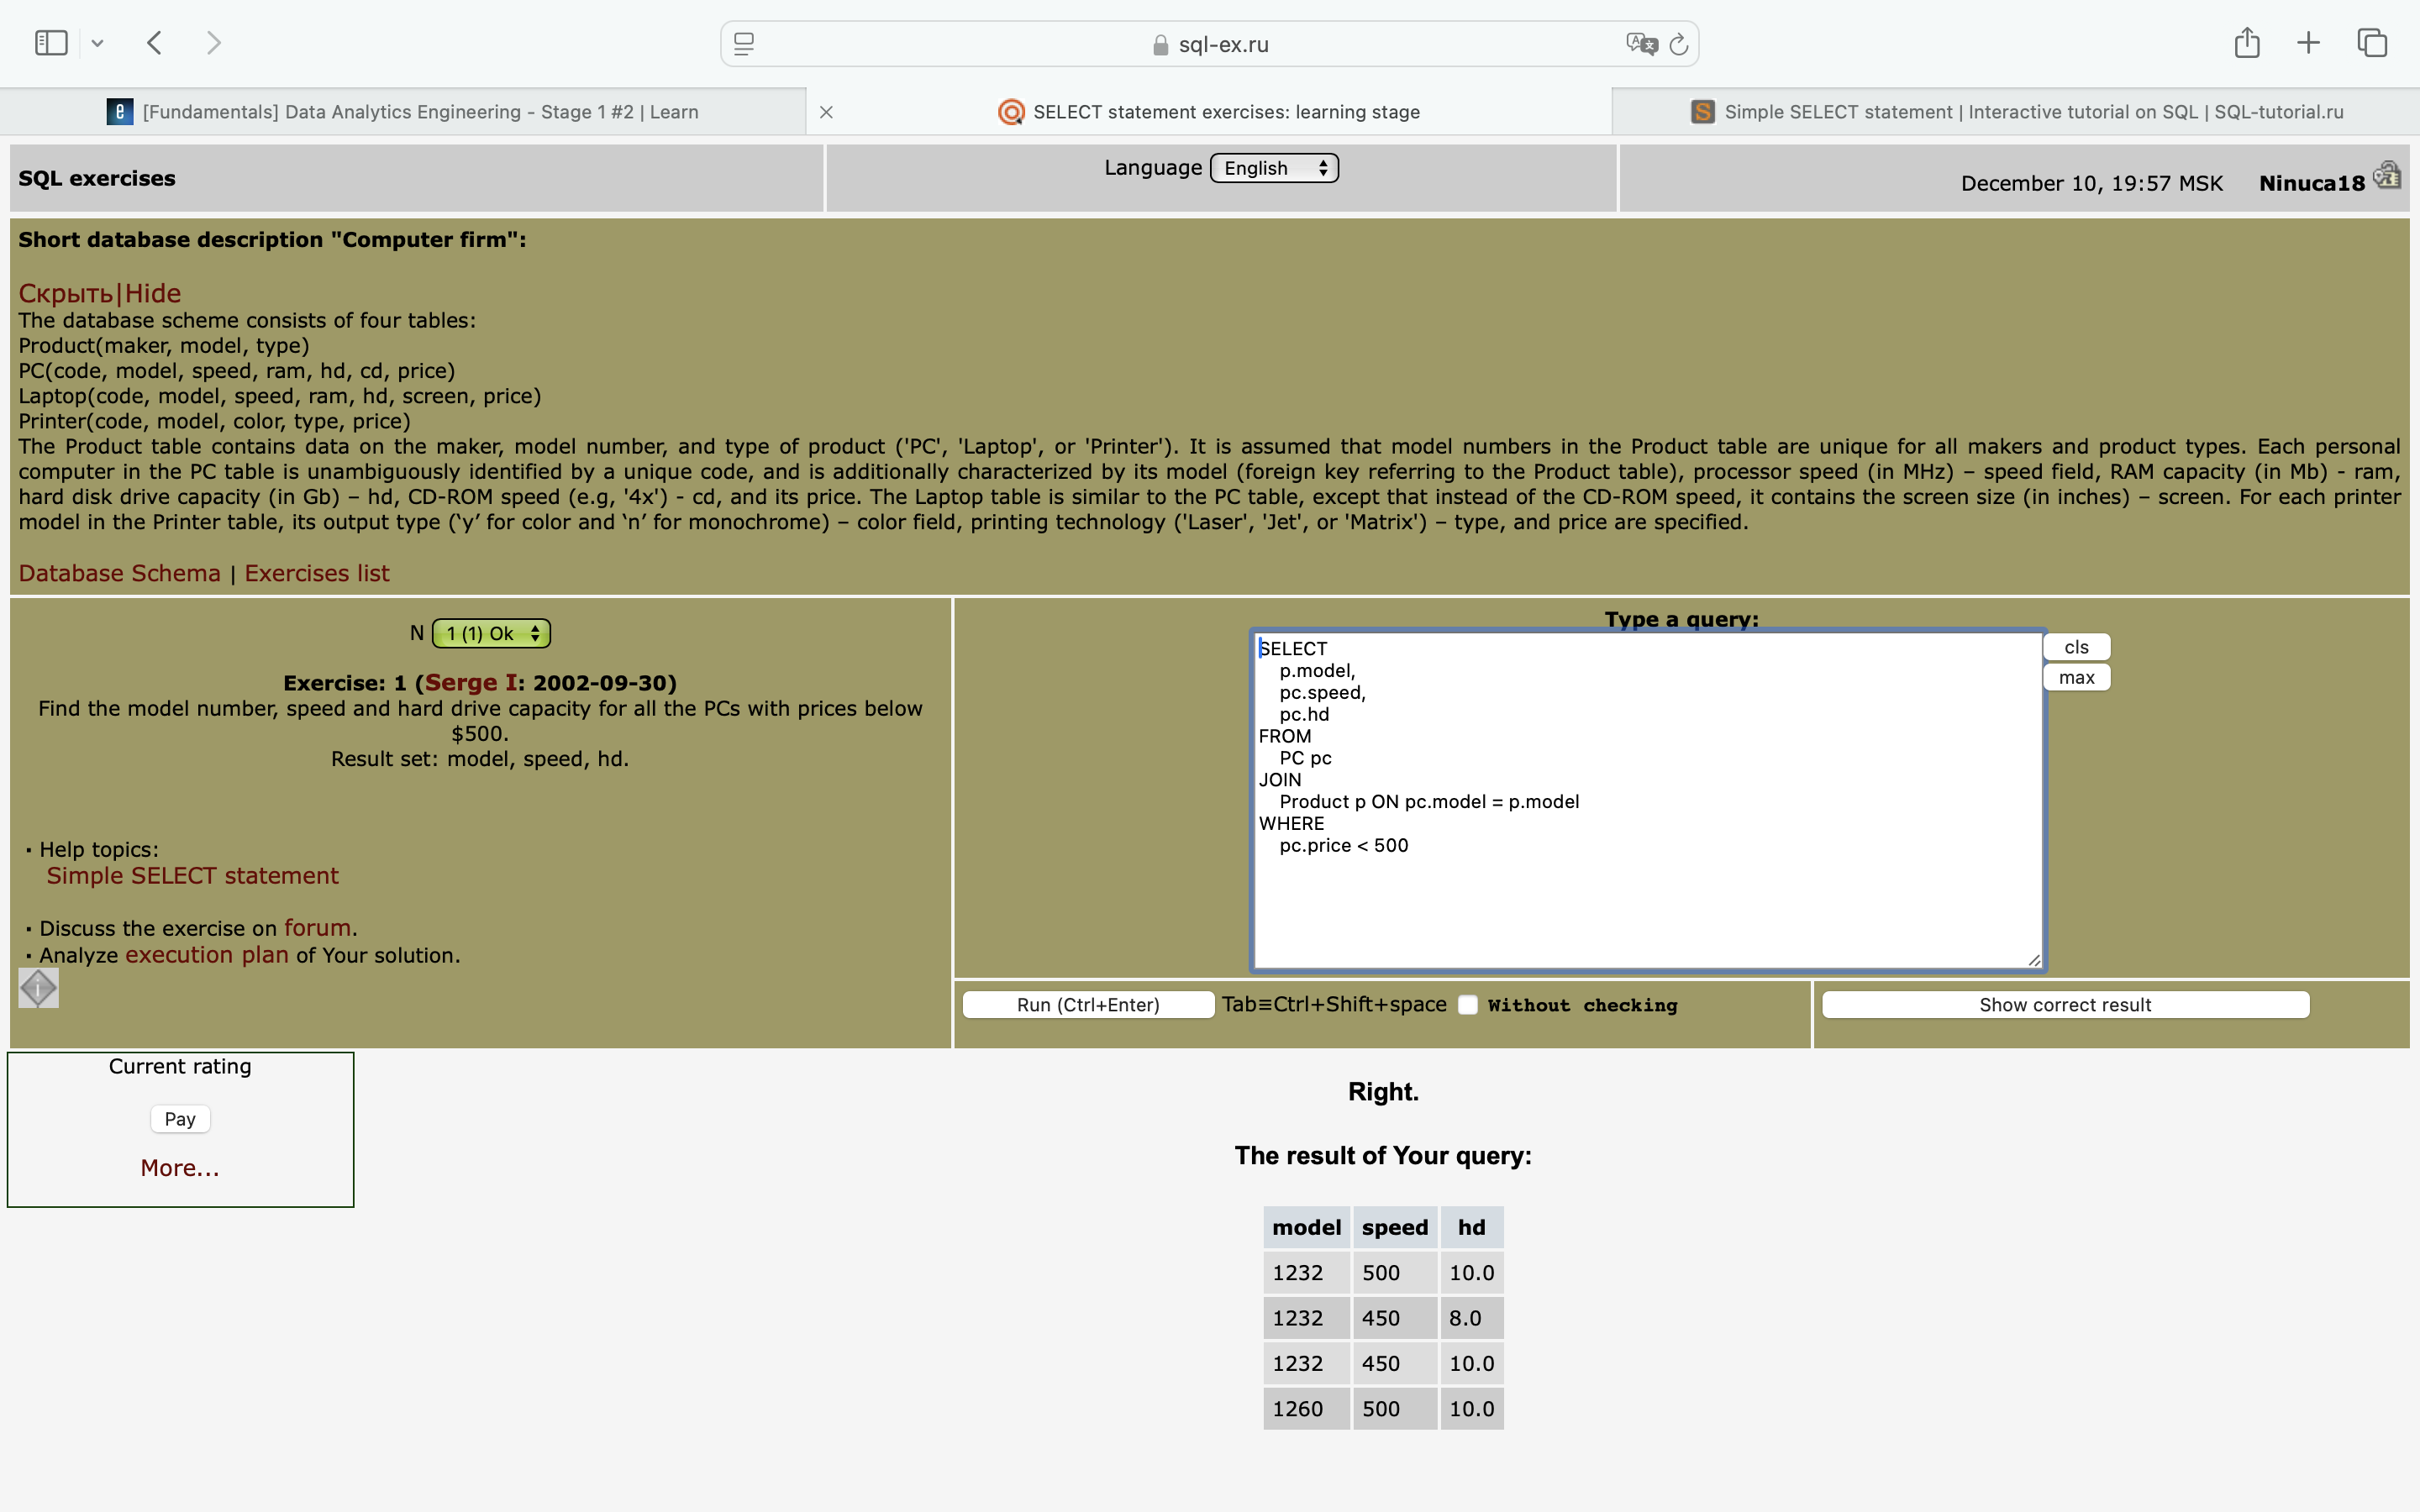 sql-ex.ru
[Fundamentals] Data Analytics Engineering - Stage 1 #2 | Learn
SELECT statement exercises: learning stage
Simple SELECT statement | Interactive tutorial on SQL | SQL-tutorial.ru
SQL exercises
Language English
December 10, 19:57 MSK Ninuca18
Short database description "Computer firm":
Скрыть|Hide
The database scheme consists of four tables:
Product(maker, model, type)
PC(code, model, speed, ram, hd, cd, price)
Laptop(code, model, speed, ram, hd, screen, price)
Printer(code, model, color, type, price)
The Product table contains data on the maker, model number, and type of product ('PC', 'Laptop', or 'Printer'). It is assumed that model numbers in the Product table are unique for all makers and product types. Each personal
computer in the PC table is unambiguously identified by a unique code, and is additionally characterized by its model (foreign key referring to the Product table), processor speed (in MHz) – speed field, RAM capacity (in Mb) - ram,
hard disk drive capacity (in Gb) – hd, CD-ROM speed (e.g, '4x') - cd, and its price. The Laptop table is similar to the PC table, except that instead of the CD-ROM speed, it contains the screen size (in inches) – screen. For each printer
model in the Printer table, its output type (‘y’ for color and ‘n’ for monochrome) – color field, printing technology ('Laser', 'Jet', or 'Matrix') – type, and price are specified.
Database Schema | Exercises list
N 1 (1) Ok
Exercise: 1 (Serge I: 2002-09-30)
Find the model number, speed and hard drive capacity for all the PCs with prices below
$500.
Result set: model, speed, hd.
· Help topics:
Simple SELECT statement
· Discuss the exercise on forum.
· Analyze execution plan of Your solution.
Type a query:
SELECT
p.model,
pc.speed,
pc.hd
FROM
PC pc
JOIN
Product p ON pc.model = p.model
WHERE
pc.price < 500
cls
max
Run (Ctrl+Enter) Tab≡Ctrl+Shift+space Without checking
Show correct result
Current rating
Pay
More...
Right.
The result of Your query:
model speed hd
1232 500 10.0
1232 450 8.0
1232 450 10.0
1260 500 10.0